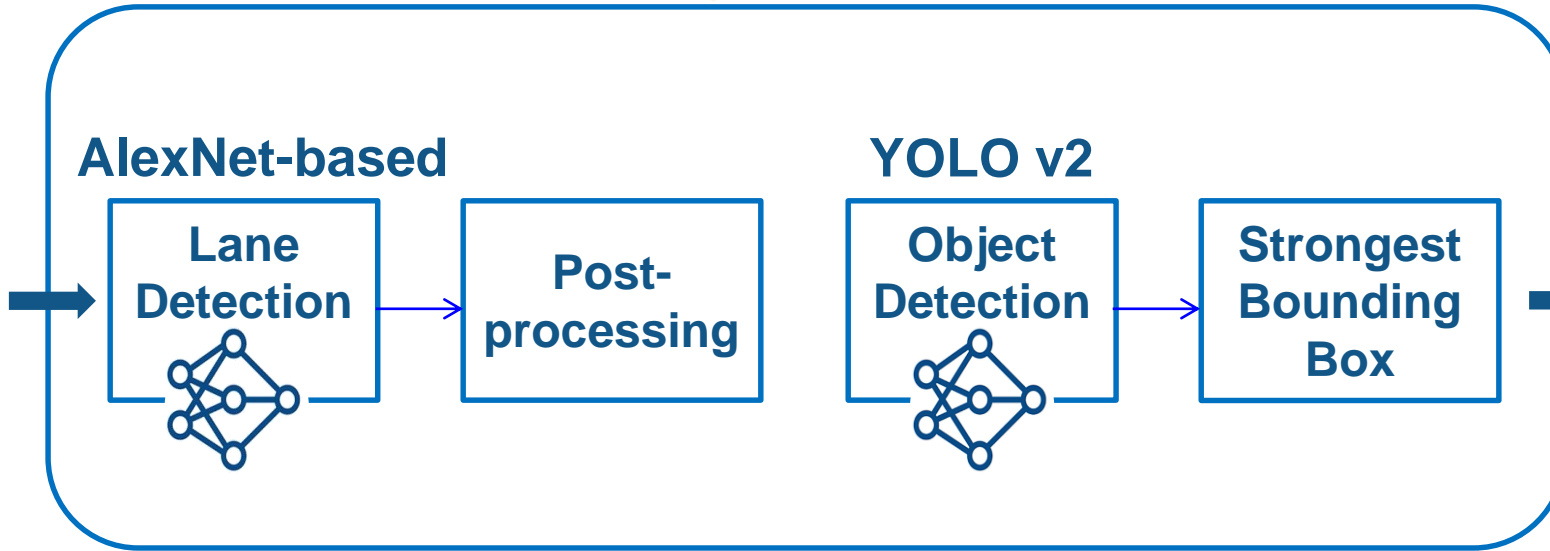 AlexNet-based
Lane
Detection
Post-
processing
YOLO v2
Object
Detection
Strongest
Bounding
Box